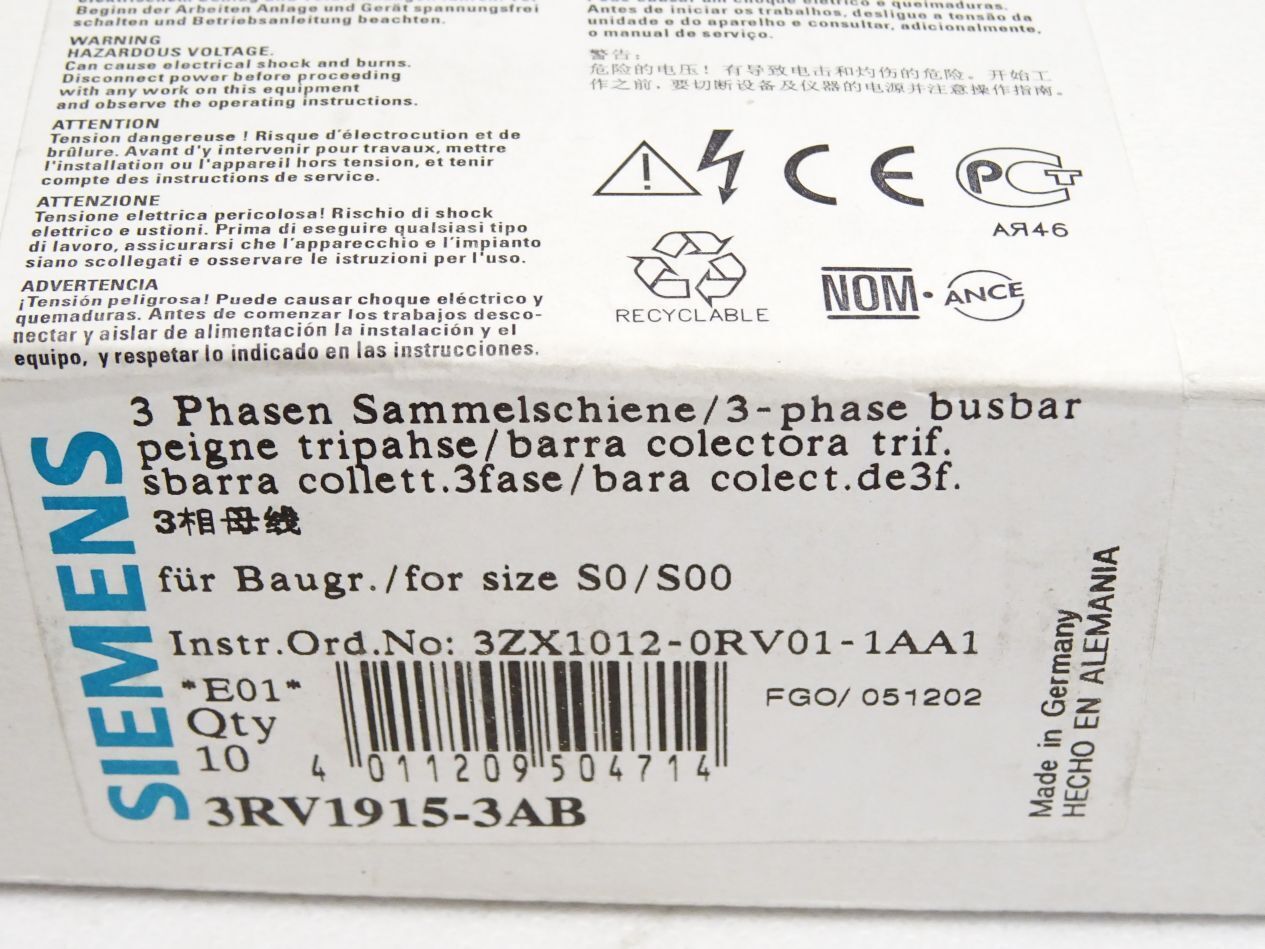 Beginn der Arbeiten Anlage und Gerät spannungsfrei
schalten und Betriebsanleitung beachten.
WARNING
HAZARDOUS VOLTAGE.
Can cause electrical shock and burns.
Disconnect power before proceeding
with any work on this equipment
and observe the operating instructions.
ATTENTION
Tension dangereuse ! Risque d'électrocution et de
brûlure. Avant d'y intervenir pour travaux, mettre
l'installation ou l'appareil hors tension, et tenir
compte des instructions de service.
ATTENZIONE
Tensione elettrica pericolosa! Rischio di shock
elettrico e ustioni. Prima di eseguire qualsiasi tipo
di lavoro, assicurarsi che l'apparecchio e l'impianto
siano scollegati e osservare le istruzioni per l'uso.
ADVERTENCIA
¡Tensión peligrosa! Puede causar choque eléctrico y
quemaduras. Antes de comenzar los trabajos desco-
nectar y aislar de alimentación la instalación y el
equipo, y respetar lo indicado en las instrucciones.
choque elétrico e queimaduras.
Antes de iniciar os trabalhos, desligue a tensão da
unidade e do aparelho e consultar, adicionalmente,
o manual de serviço.
警告:
危险的电压! 有导致电击和灼伤的危险。开始工
作之前, 要切断设备及仪器的电源并注意操作指南。
CE
PCT
АЯ46
RECYCLABLE
NOM·ANCE
SIEMENS
3 Phasen Sammelschiene/3-phase busbar
peigne tripahse/barra colectora trif.
sbarra collett.3fase/bara colect.de3f.
3相母线
für Baugr./for size S0/S00
Instr.Ord.No: 3ZX1012-0RV01-1AA1
*E01*
FGO/ 051202
Qty
10
4 011209 504714
3RV1915-3AB
Made in Germany
HECHO EN ALEMANIA